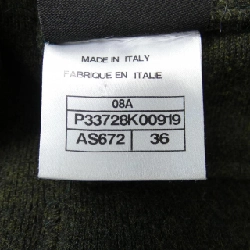 MADE IN ITALY
FABRIQUE EN ITALIE
08A
P33728K00919
AS672 36